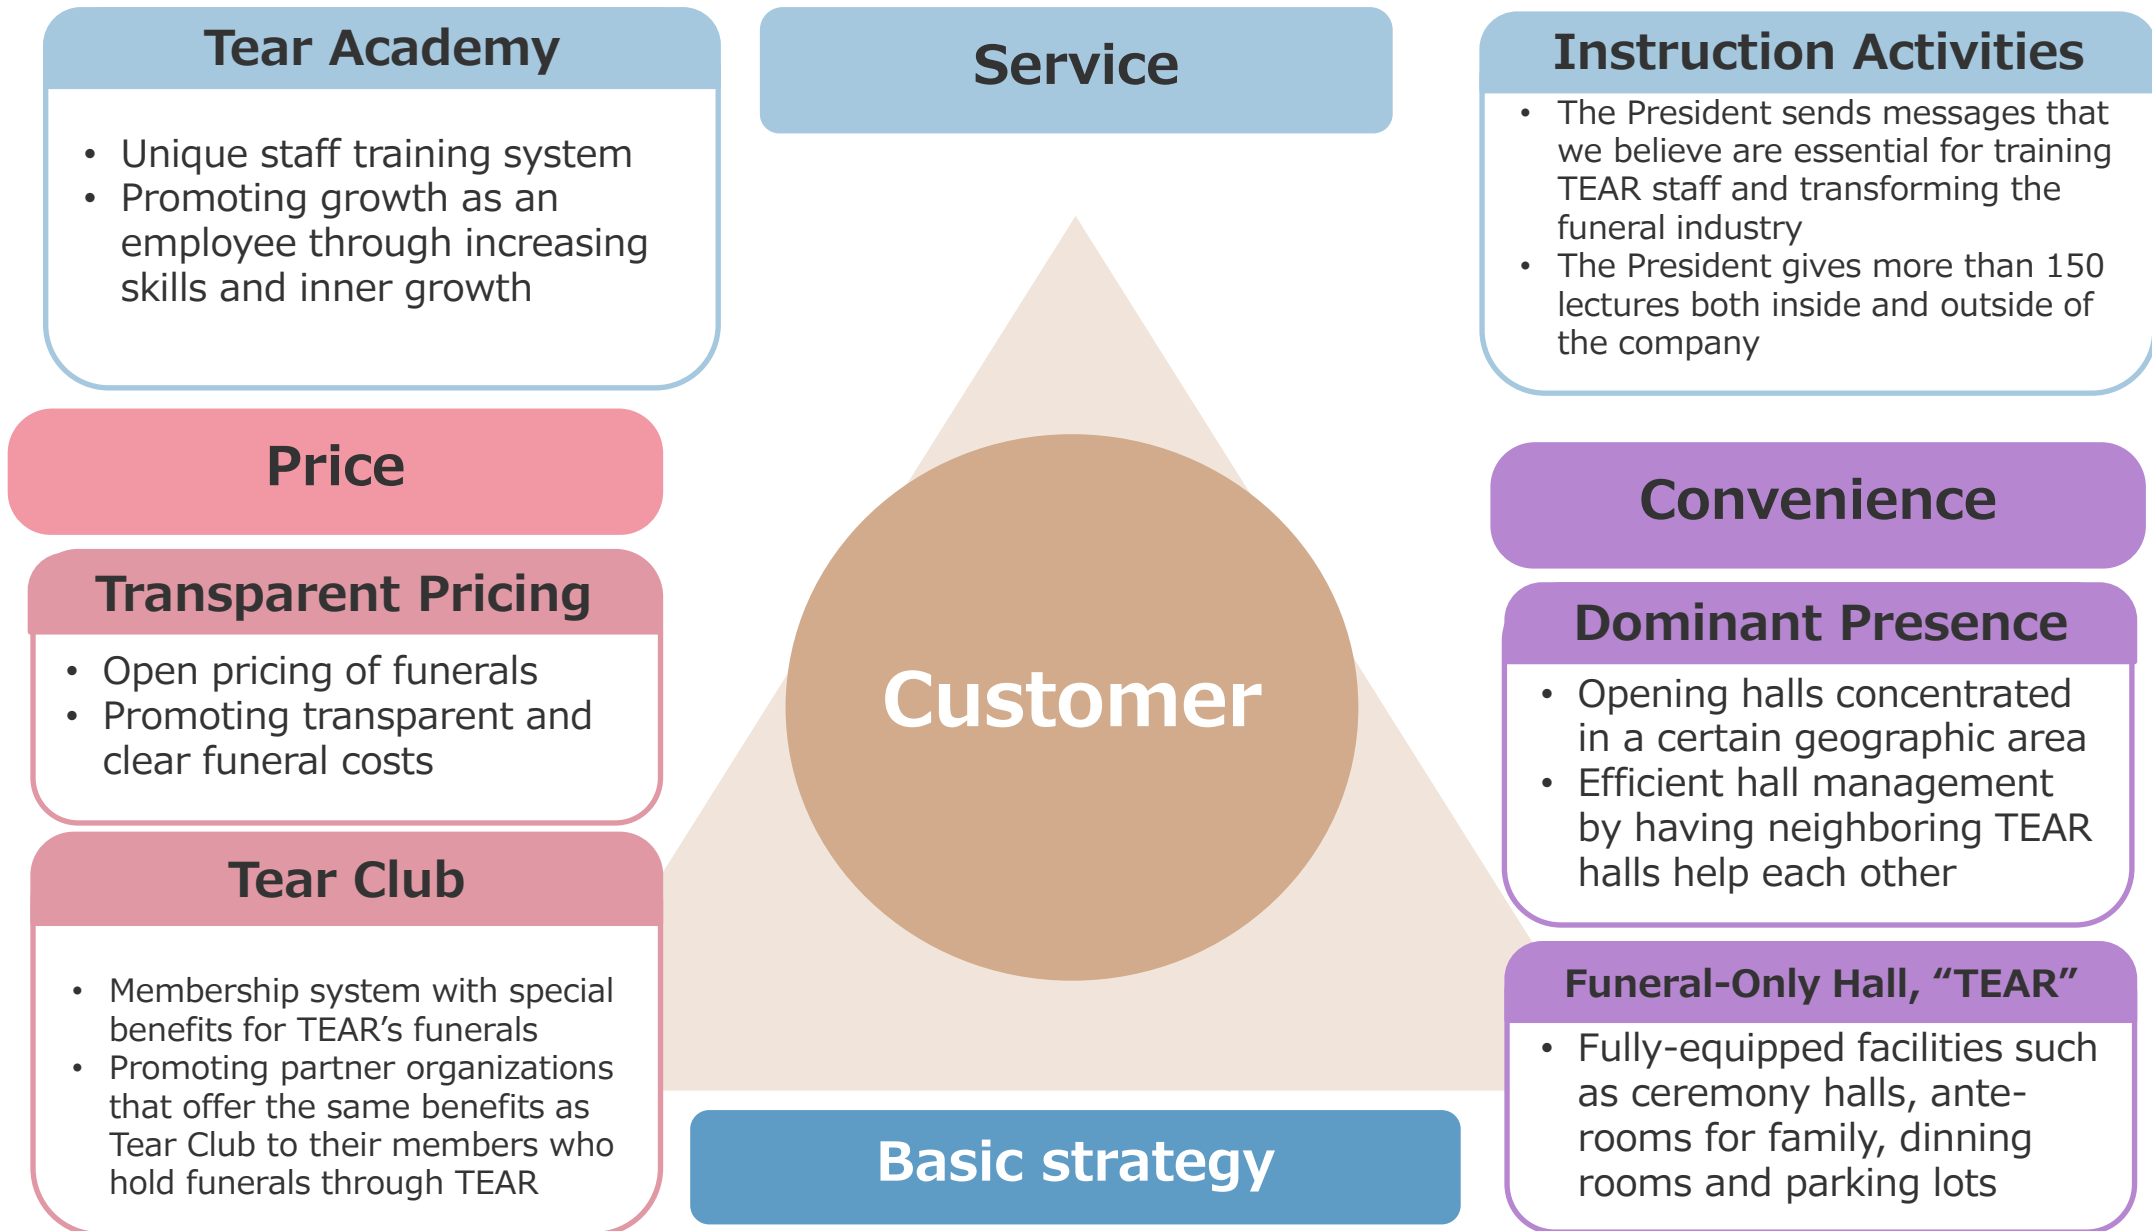 Tear Academy
• Unique staff training system
• Promoting growth as an
employee through increasing
skills and inner growth
Service
Instruction Activities
• The President sends messages that
we believe are essential for training
TEAR staff and transforming the
funeral industry
• The President gives more than 150
lectures both inside and outside of
the company
Price
Transparent Pricing
• Open pricing of funerals
• Promoting transparent and
clear funeral costs
Tear Club
• Membership system with special
benefits for TEAR’s funerals
• Promoting partner organizations
that offer the same benefits as
Tear Club to their members who
hold funerals through TEAR
Customer
Basic strategy
Convenience
Dominant Presence
• Opening halls concentrated
in a certain geographic area
• Efficient hall management
by having neighboring TEAR
halls help each other
Funeral-Only Hall, “TEAR”
• Fully-equipped facilities such
as ceremony halls, ante-
rooms for family, dinning
rooms and parking lots